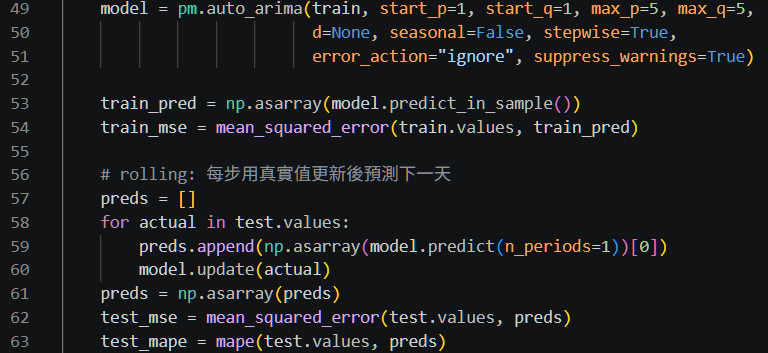 49 model = pm.auto_arima(train, start_p=1, start_q=1, max_p=5, max_q=5,
50 d=None, seasonal=False, stepwise=True,
51 error_action="ignore", suppress_warnings=True)
52
53 train_pred = np.asarray(model.predict_in_sample())
54 train_mse = mean_squared_error(train.values, train_pred)
55
56 # rolling: 每步用真實值更新後預測下一天
57 preds = []
58 for actual in test.values:
59 preds.append(np.asarray(model.predict(n_periods=1))[0])
60 model.update(actual)
61 preds = np.asarray(preds)
62 test_mse = mean_squared_error(test.values, preds)
63 test_mape = mape(test.values, preds)